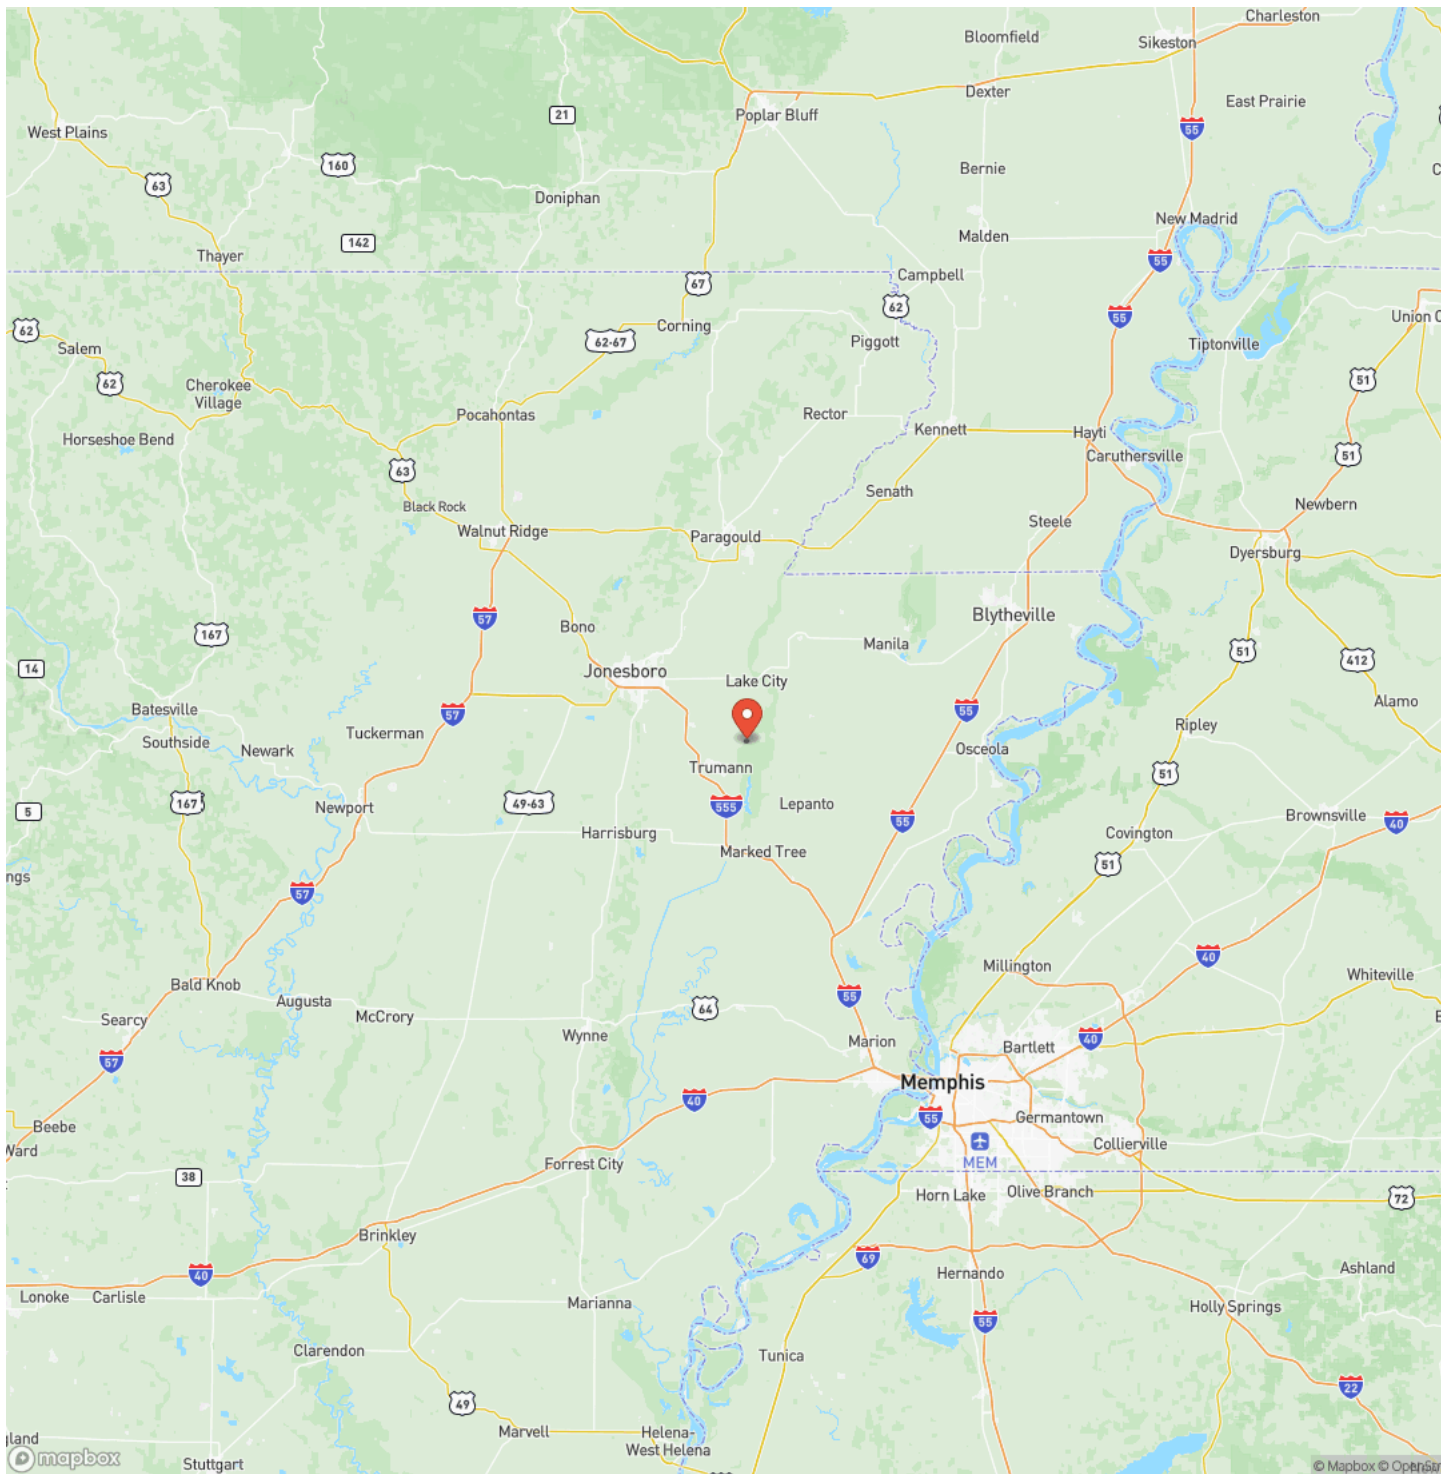 Charleston
Bloomfield
Sikeston
Dexter
East Prairie
21
Poplar Bluff
55
West Plains
160
Bernie
63
Doniphan
New Madrid
Malden
142
Thayer
55
Campbell
67
62
55
Union
62
Corning
62-67
Piggott
Tiptonville
Salem
51
62
Cherokee
Village
Pocahontas
Rector
Kennett
Hayti
Horseshoe Bend
51
Caruthersville
63
Senath
Black Rock
Newbern
Steele
Walnut Ridge
Paragould
Dyersburg
57
Blytheville
Bono
167
Manila
51
412
14
Jonesboro
Lake City
Alamo
Batesville
57
55
Ripley
Tuckerman
Southside
Newark
Osceola
Trumann
51
167
Newport
49-63
555
Lepanto
5
55
Brownsville
40
Harrisburg
Covington
Marked Tree
51
ngs
57
40
Millington
Whiteville
Bald Knob
55
Augusta
64
McCrory
Searcy
Wynne
Marion
40
Bartlett
57
Memphis
40
55
Germantown
Beebe
Collierville
Ward
MEM
Forrest City
38
Olive Branch
Horn Lake
72
Brinkley
69
40
Hernando
Ashland
Lonoke
Carlisle
Marianna
Holly Springs
55
Clarendon
Tunica
22
49
Marvell
Helena-
West Helena
gland
mapbox
Stuttgart
© Mapbox © OpenStr